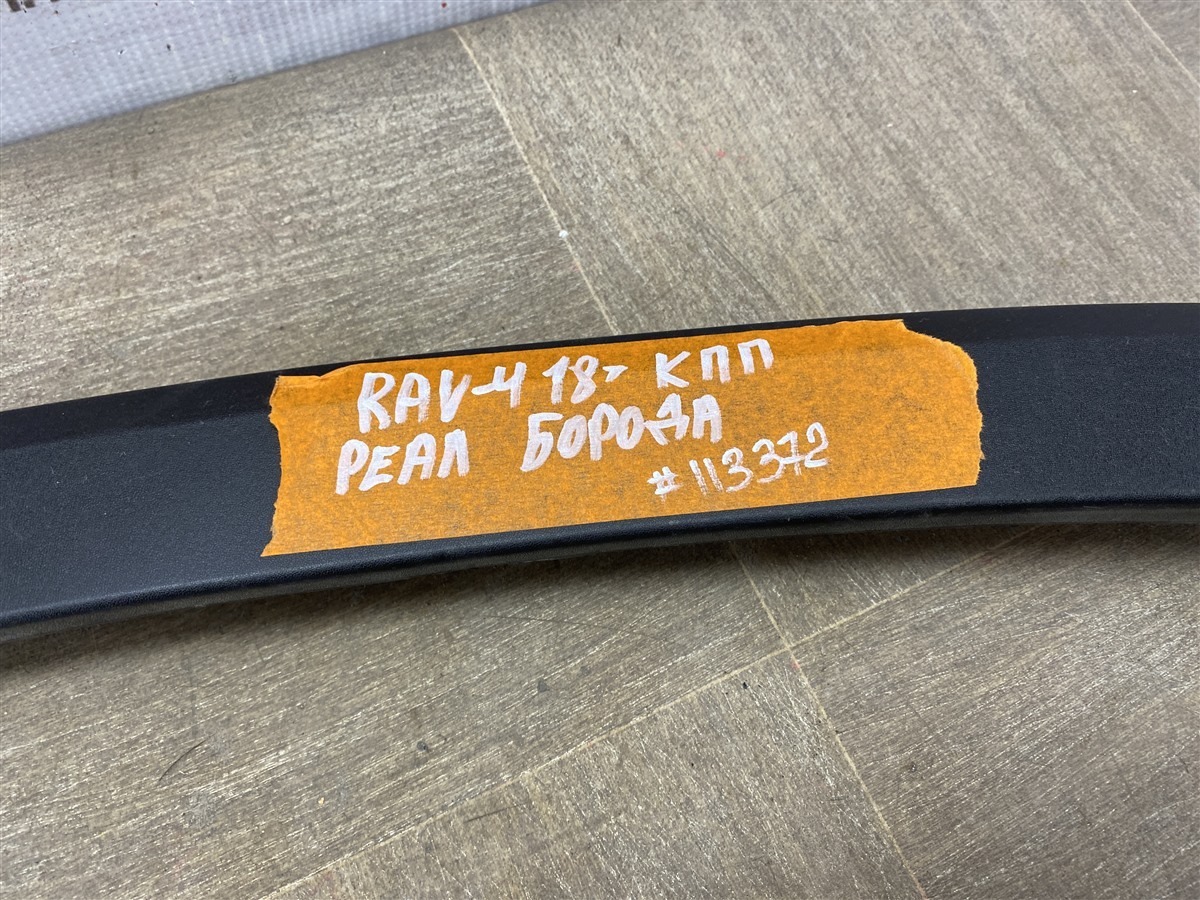 RAV-4 18> КПП
РЕАЛ БОРОДА
#113372